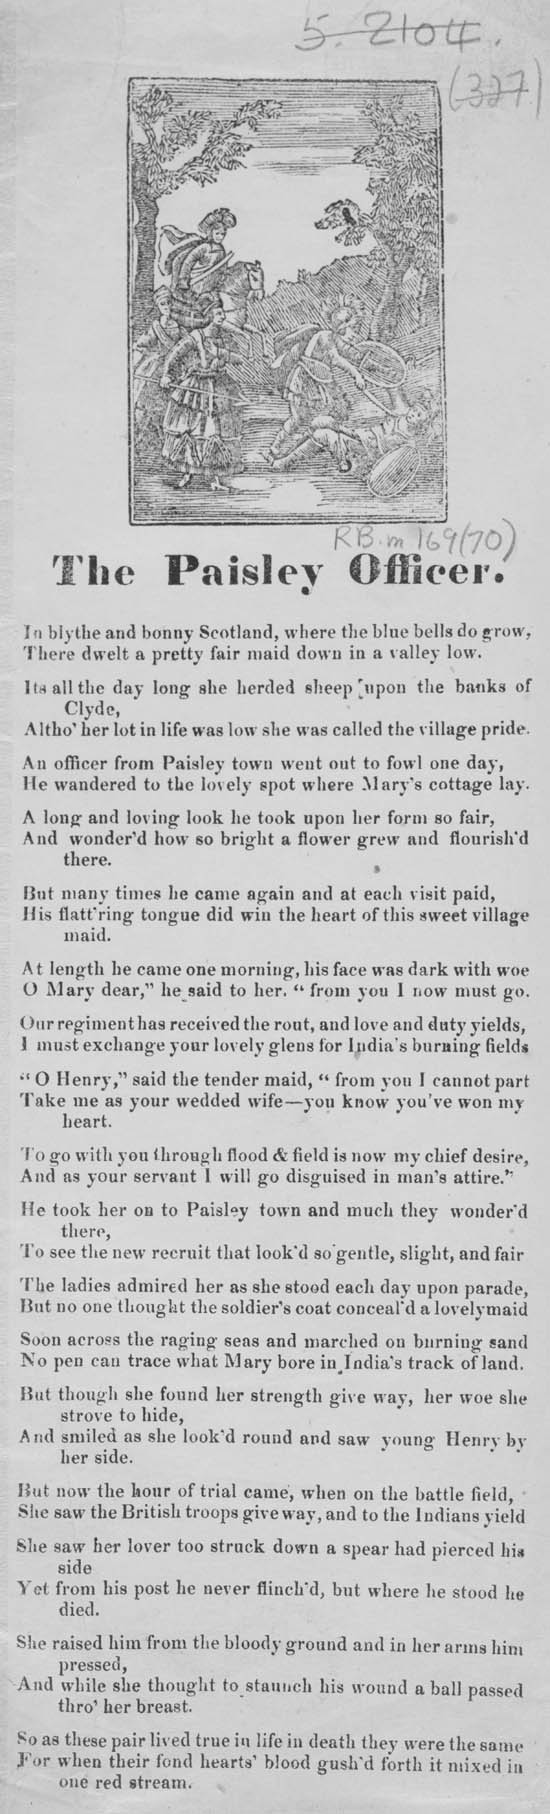 5. 2104.
(327)
RB.m 169(70)
The Paisley Officer.
In blythe and bonny Scotland, where the blue bells do grow,
There dwelt a pretty fair maid down in a valley low.
Its all the day long she herded sheep upon the banks of
Clyde,
Altho' her lot in life was low she was called the village pride.
An officer from Paisley town went out to fowl one day,
He wandered to the lovely spot where Mary's cottage lay.
A long and loving look he took upon her form so fair,
And wonder'd how so bright a flower grew and flourish'd
there.
But many times he came again and at each visit paid,
His flatt'ring tongue did win the heart of this sweet village
maid.
At length he came one morning, his face was dark with woe
O Mary dear," he said to her. " from you I now must go.
Our regiment has received the rout, and love and duty yields,
I must exchange your lovely glens for India's burning fields
" O Henry," said the tender maid, " from you I cannot part
Take me as your wedded wife—you know you've won my
heart.
To go with you through flood & field is now my chief desire,
And as your servant I will go disguised in man's attire."
He took her on to Paisley town and much they wonder'd
there,
To see the new recruit that look'd so gentle, slight, and fair
The ladies admired her as she stood each day upon parade,
But no one thought the soldier's coat conceal'd a lovelymaid
Soon across the raging seas and marched on burning sand
No pen can trace what Mary bore in India's track of land.
But though she found her strength give way, her woe she
strove to hide,
And smiled as she look'd round and saw young Henry by
her side.
But now the hour of trial came, when on the battle field,
She saw the British troops give way, and to the Indians yield
She saw her lover too struck down a spear had pierced his
side
Yet from his post he never flinch'd, but where he stood he
died.
She raised him from the bloody ground and in her arms him
pressed,
And while she thought to staunch his wound a ball passed
thro' her breast.
So as these pair lived true in life in death they were the same
For when their fond hearts' blood gush'd forth it mixed in
one red stream.